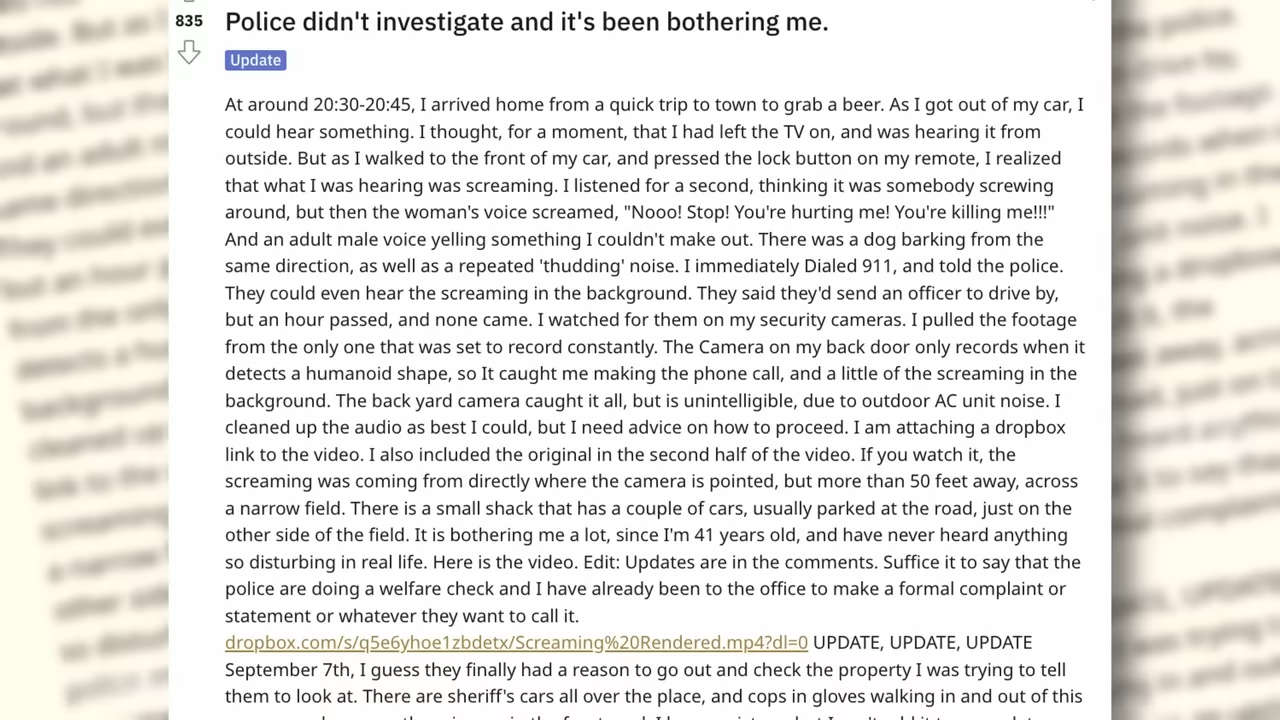 835
Police didn't investigate and it's been bothering me.
Update
At around 20:30-20:45, I arrived home from a quick trip to town to grab a beer. As I got out of my car, I
could hear something. I thought, for a moment, that I had left the TV on, and was hearing it from
outside. But as I walked to the front of my car, and pressed the lock button on my remote, I realized
that what I was hearing was screaming. I listened for a second, thinking it was somebody screwing
around, but then the woman's voice screamed, "Nooo! Stop! You're hurting me! You're killing me!!!"
And an adult male voice yelling something I couldn't make out. There was a dog barking from the
same direction, as well as a repeated 'thudding' noise. I immediately Dialed 911, and told the police.
They could even hear the screaming in the background. They said they'd send an officer to drive by,
but an hour passed, and none came. I watched for them on my security cameras. I pulled the footage
from the only one that was set to record constantly. The Camera on my back door only records when it
detects a humanoid shape, so It caught me making the phone call, and a little of the screaming in the
background. The back yard camera caught it all, but is unintelligible, due to outdoor AC unit noise. I
cleaned up the audio as best I could, but I need advice on how to proceed. I am attaching a dropbox
link to the video. I also included the original in the second half of the video. If you watch it, the
screaming was coming from directly where the camera is pointed, but more than 50 feet away, across
a narrow field. There is a small shack that has a couple of cars, usually parked at the road, just on the
other side of the field. It is bothering me a lot, since I'm 41 years old, and have never heard anything
so disturbing in real life. Here is the video. Edit: Updates are in the comments. Suffice it to say that the
police are doing a welfare check and I have already been to the office to make a formal complaint or
statement or whatever they want to call it.
dropbox.com/s/q5e6yhoe1zbdetx/Screaming%20Rendered.mp4?dl=0 UPDATE, UPDATE, UPDATE
September 7th, I guess they finally had a reason to go out and check the property I was trying to tell
them to look at. There are sheriff's cars all over the place, and cops in gloves walking in and out of this